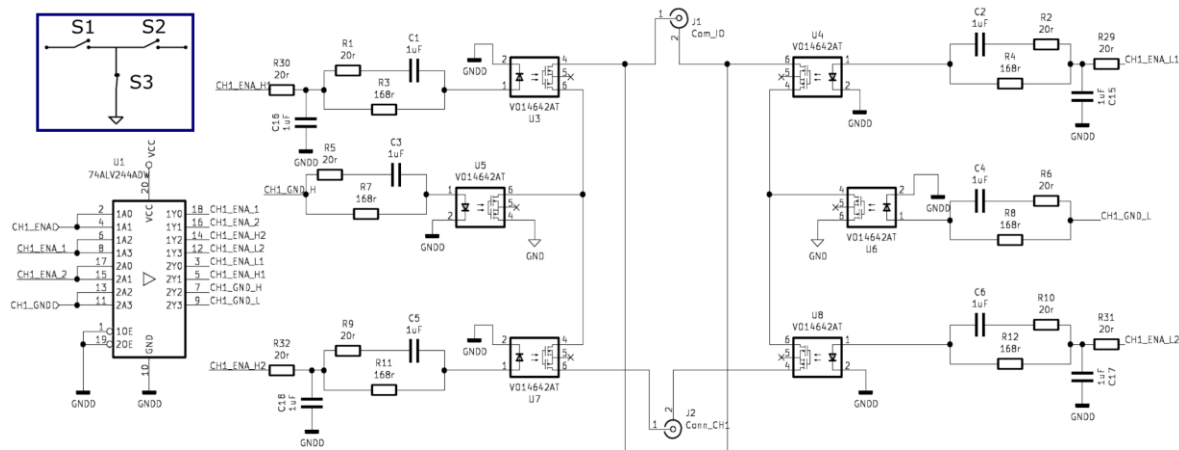 S1
S2
S3
U1
74ALV244ADW
VCC
20
VCC
GND
10
GNDD
2
4
6
8
17
15
13
11
1
19
1A0
1A1
1A2
1A3
2A0
2A1
2A2
2A3
1OE
2OE
1Y0
1Y1
1Y2
1Y3
2Y0
2Y1
2Y2
2Y3
18
16
14
12
3
5
7
9
CH1_ENA
CH1_ENA_1
CH1_ENA_2
CH1_GND
GNDD
CH1_ENA_1
CH1_ENA_2
CH1_ENA_H2
CH1_ENA_L2
CH1_ENA_L1
CH1_ENA_H1
CH1_GND_H
CH1_GND_L
CH1_ENA_H1
R30
20r
C16
1uF
GNDD
R1
20r
C1
1uF
R3
168r
GNDD
2
1
4
5
6
VO14642AT
U3
CH1_GND_H
R5
20r
C3
1uF
R7
168r
U5
1
2
6
5
4
VO14642AT
GNDD
GND
CH1_ENA_H2
R32
20r
C18
1uF
GNDD
R9
20r
C5
1uF
R11
168r
GNDD
2
1
4
5
6
VO14642AT
U7
J1
Com_IO
1
2
J2
Conn_CH1
1
2
U4
VO14642AT
6
5
4
1
2
GNDD
C2
1uF
R2
20r
R4
168r
R29
20r
CH1_ENA_L1
C15
1uF
GNDD
4
5
6
2
1
VO14642AT
U6
GND
GNDD
C4
1uF
R6
20r
R8
168r
CH1_GND_L
U8
VO14642AT
6
5
4
1
2
GNDD
C6
1uF
R10
20r
R12
168r
R31
20r
CH1_ENA_L2
C17
1uF
GNDD